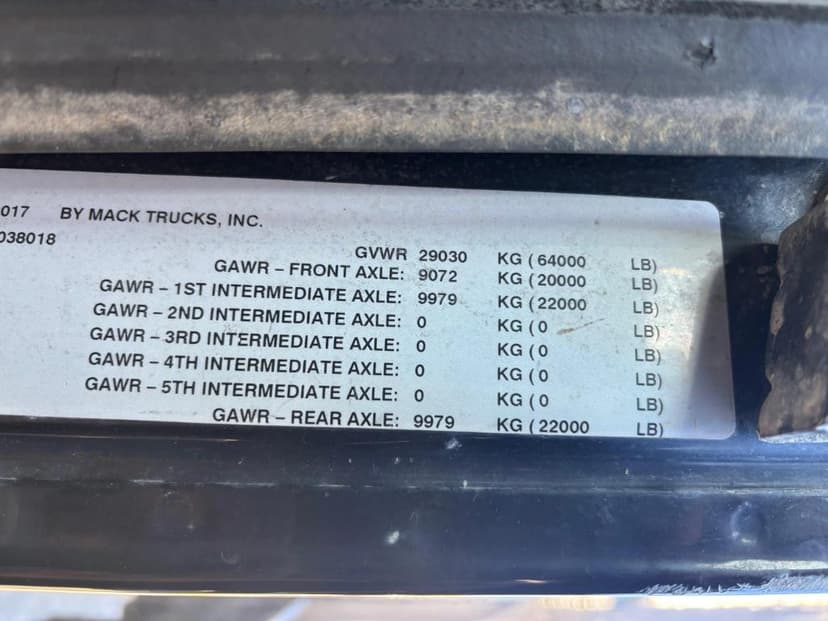 017 BY MACK TRUCKS, INC.
038018
GVWR 29030 KG ( 64000 LB)
GAWR – FRONT AXLE: 9072 KG ( 20000 LB)
GAWR – 1ST INTERMEDIATE AXLE: 9979 KG ( 22000 LB)
GAWR – 2ND INTERMEDIATE AXLE: 0 KG ( 0 LB)
GAWR – 3RD INTERMEDIATE AXLE: 0 KG ( 0 LB)
GAWR – 4TH INTERMEDIATE AXLE: 0 KG ( 0 LB)
GAWR – 5TH INTERMEDIATE AXLE: 0 KG ( 0 LB)
GAWR – REAR AXLE: 9979 KG ( 22000 LB)